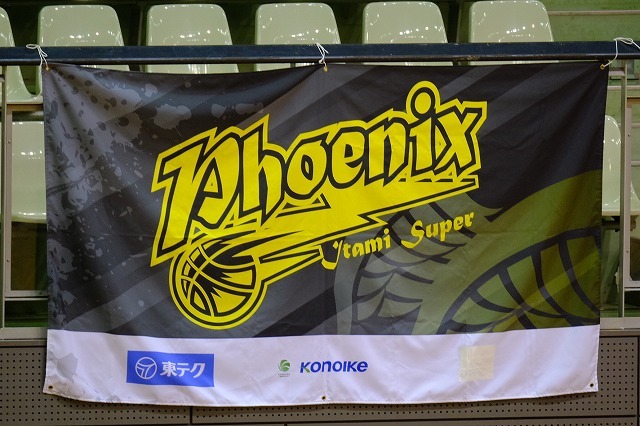 Phoenix
Itami Super
東テク
KONOIKE